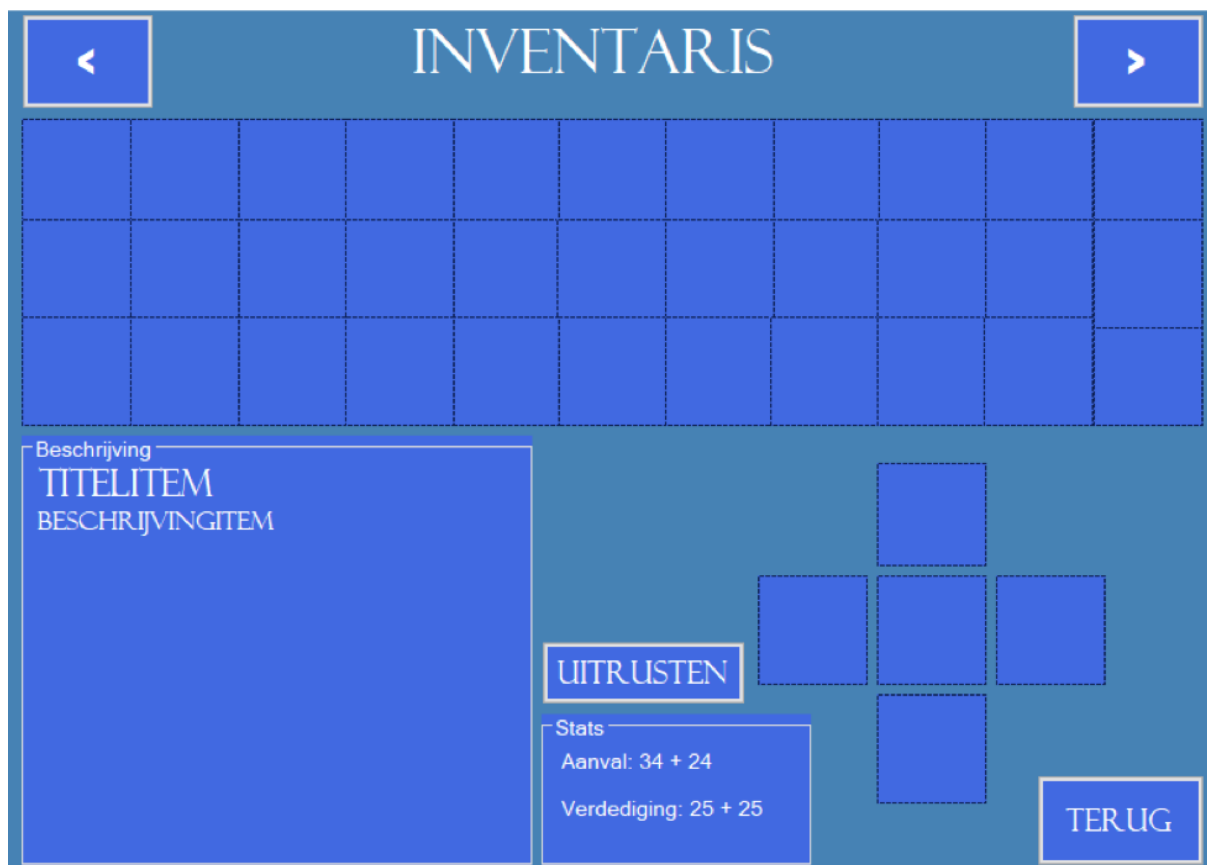 <
INVENTARIS
>
Beschrijving
TITELITEM
BESCHRIJVINGITEM
UITRUSTEN
Stats
Aanval: 34 + 24
Verdediging: 25 + 25
TERUG